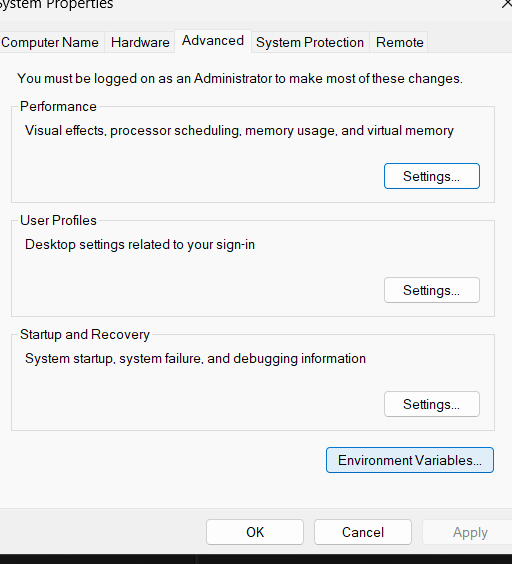 System Properties
Computer Name Hardware Advanced System Protection Remote
You must be logged on as an Administrator to make most of these changes.
Performance
Visual effects, processor scheduling, memory usage, and virtual memory
Settings...
User Profiles
Desktop settings related to your sign-in
Settings...
Startup and Recovery
System startup, system failure, and debugging information
Settings...
Environment Variables...
OK Cancel Apply